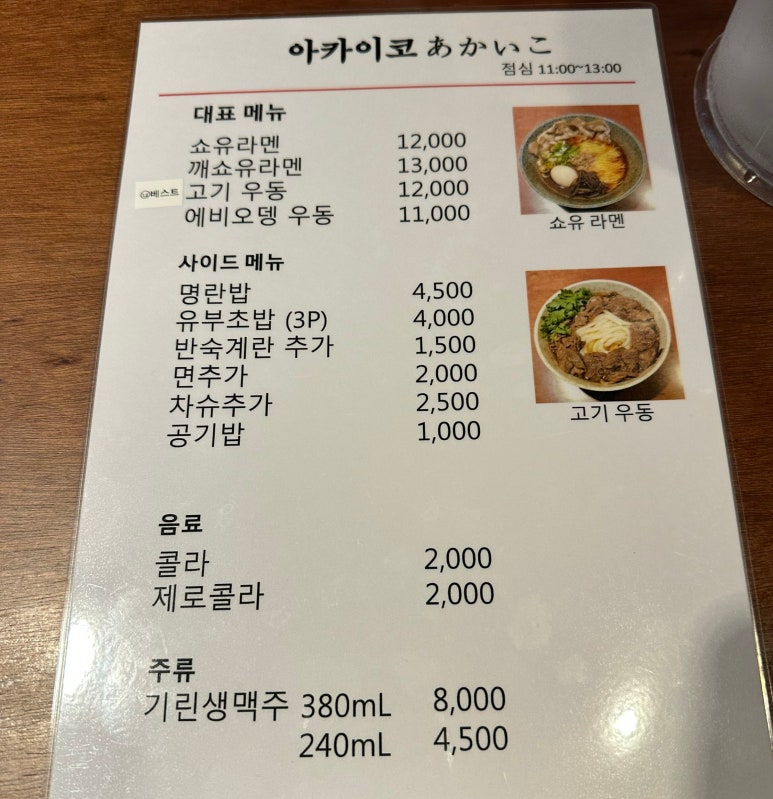 아카이코 あかいこ
점심 11:00~13:00
대표 메뉴
쇼유라멘 12,000
깨쇼유라멘 13,000
베스트 고기 우동 12,000
에비오뎅 우동 11,000
쇼유 라멘
사이드 메뉴
명란밥 4,500
유부초밥 (3P) 4,000
반숙계란 추가 1,500
면추가 2,000
차슈추가 2,500
공기밥 1,000
고기 우동
음료
콜라 2,000
제로콜라 2,000
주류
기린생맥주 380mL 8,000
240mL 4,500